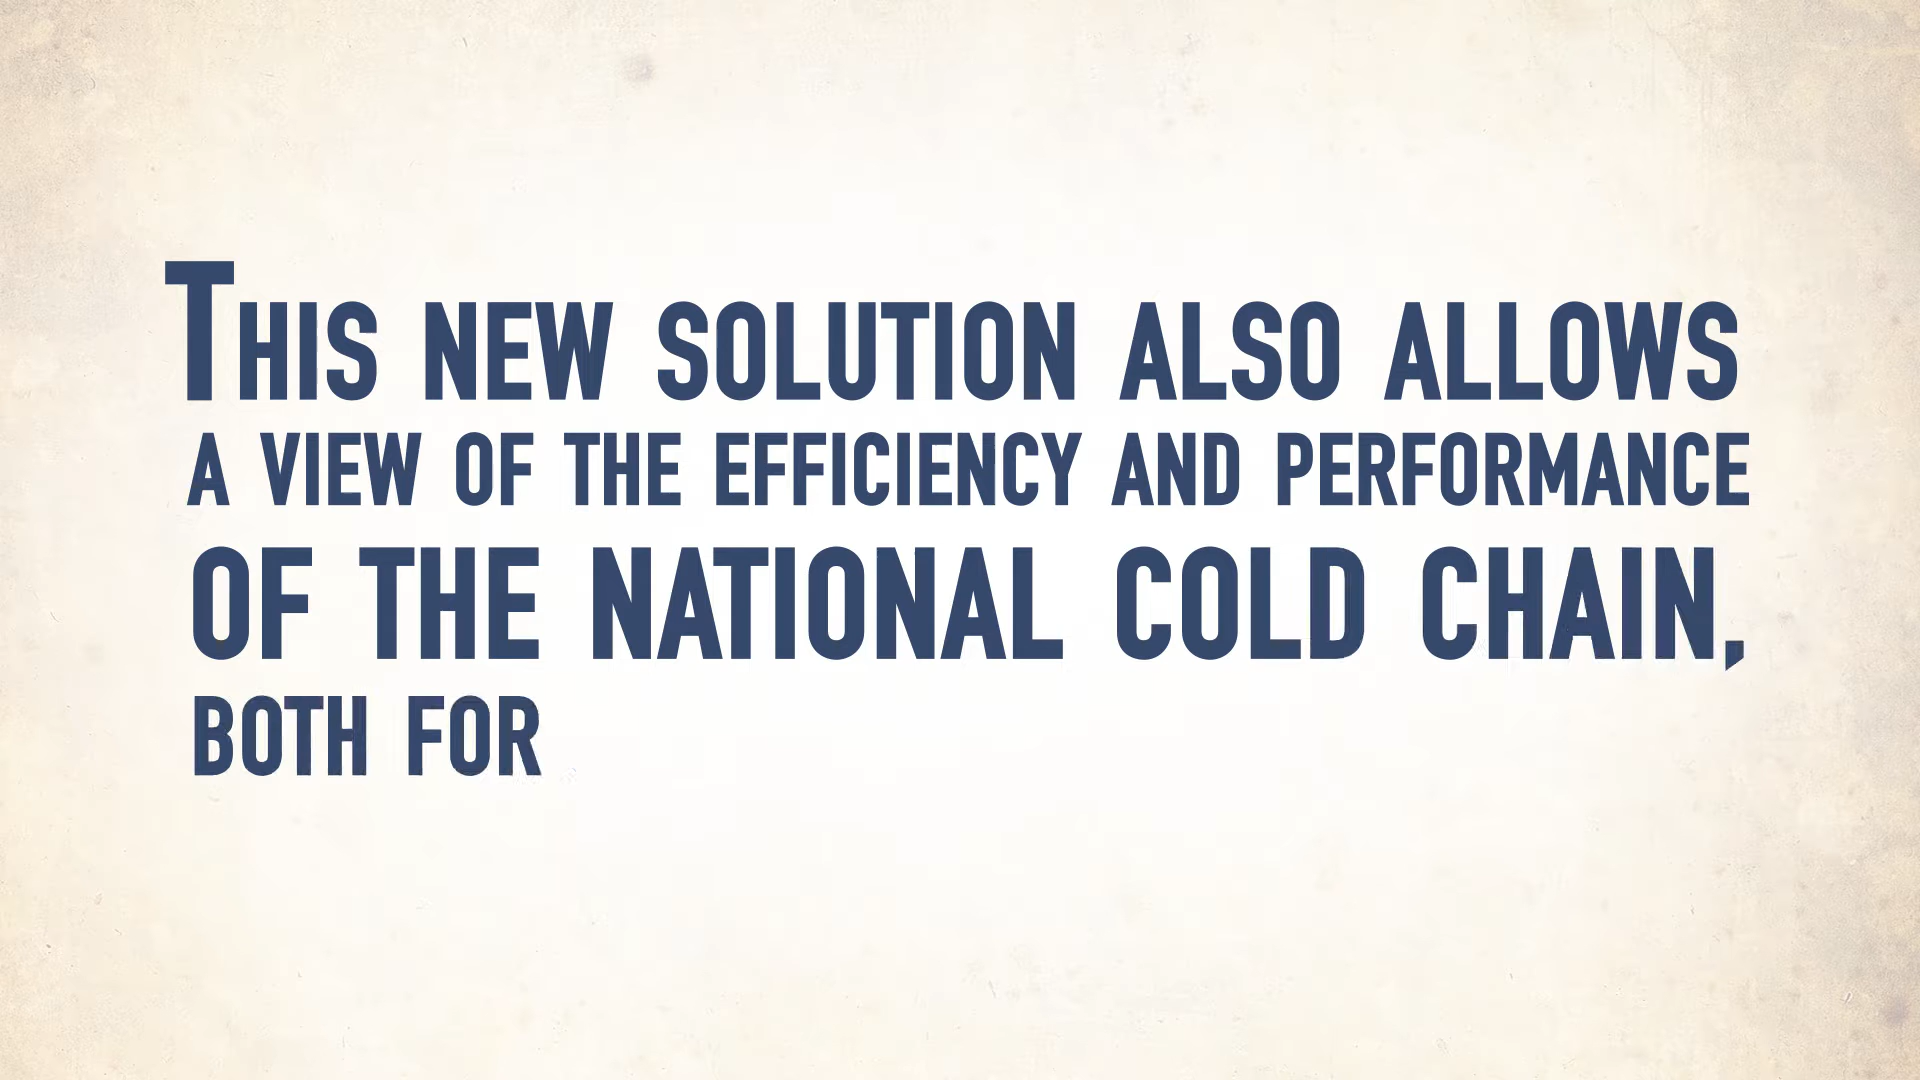 This new solution also allows
a view of the efficiency and performance
of the national cold chain,
both for